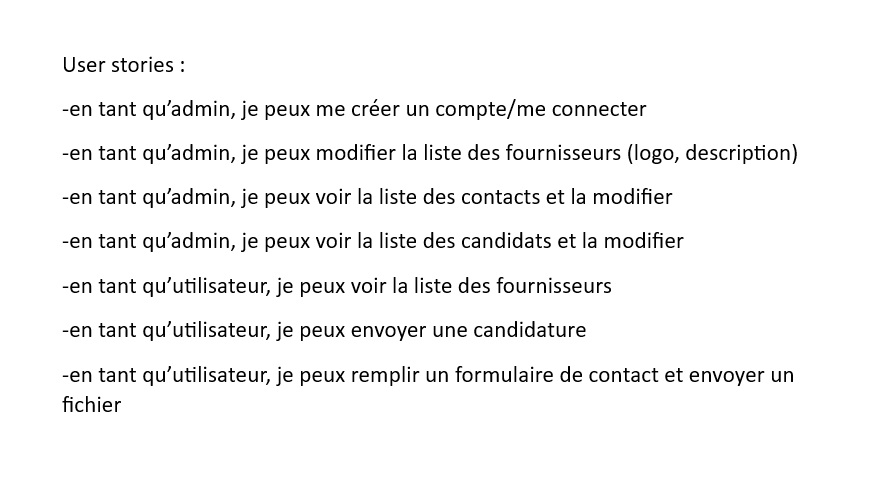 User stories :
-en tant qu’admin, je peux me créer un compte/me connecter
-en tant qu’admin, je peux modifier la liste des fournisseurs (logo, description)
-en tant qu’admin, je peux voir la liste des contacts et la modifier
-en tant qu’admin, je peux voir la liste des candidats et la modifier
-en tant qu’utilisateur, je peux voir la liste des fournisseurs
-en tant qu’utilisateur, je peux envoyer une candidature
-en tant qu’utilisateur, je peux remplir un formulaire de contact et envoyer un
fichier